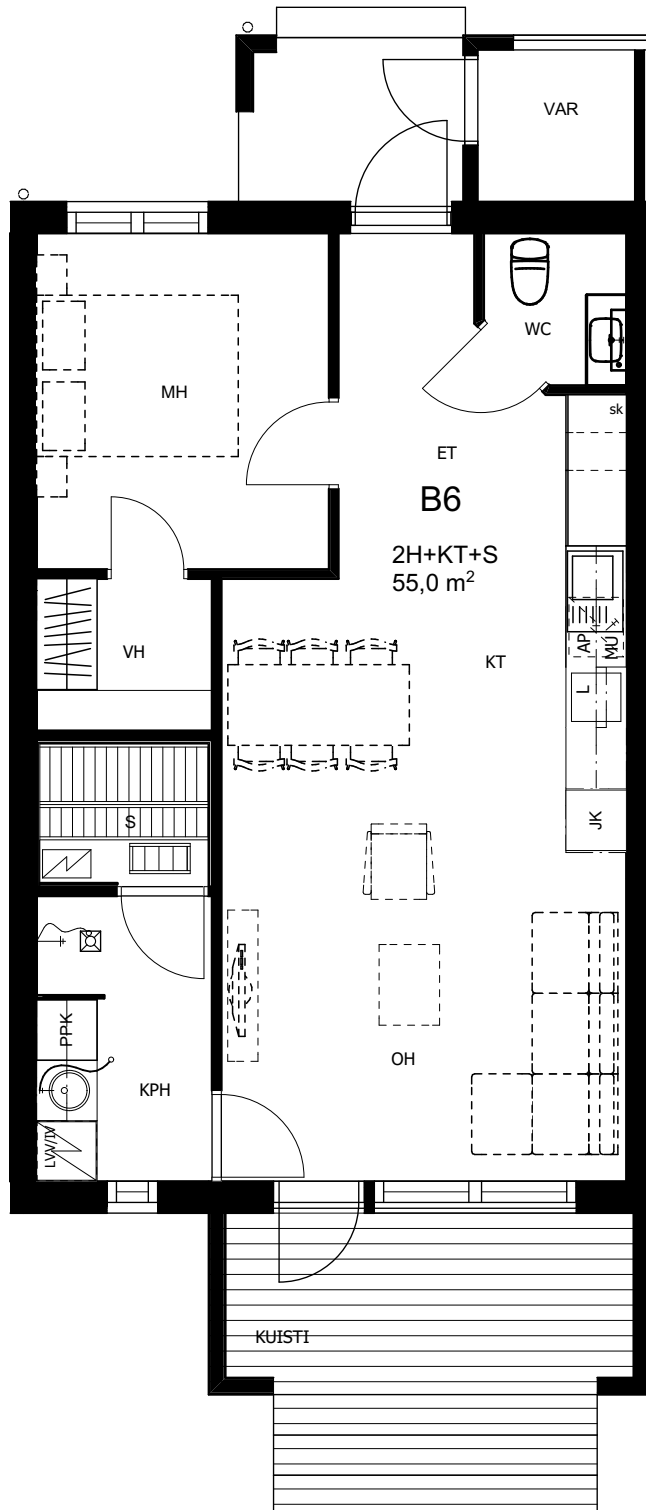 VAR
WC
MH
sk
ET
B6
2H+KT+S
55,0 m²
AP
MU
VH
KT
L
S
JK
PPK
OH
KPH
LVV/IV
KUISTI